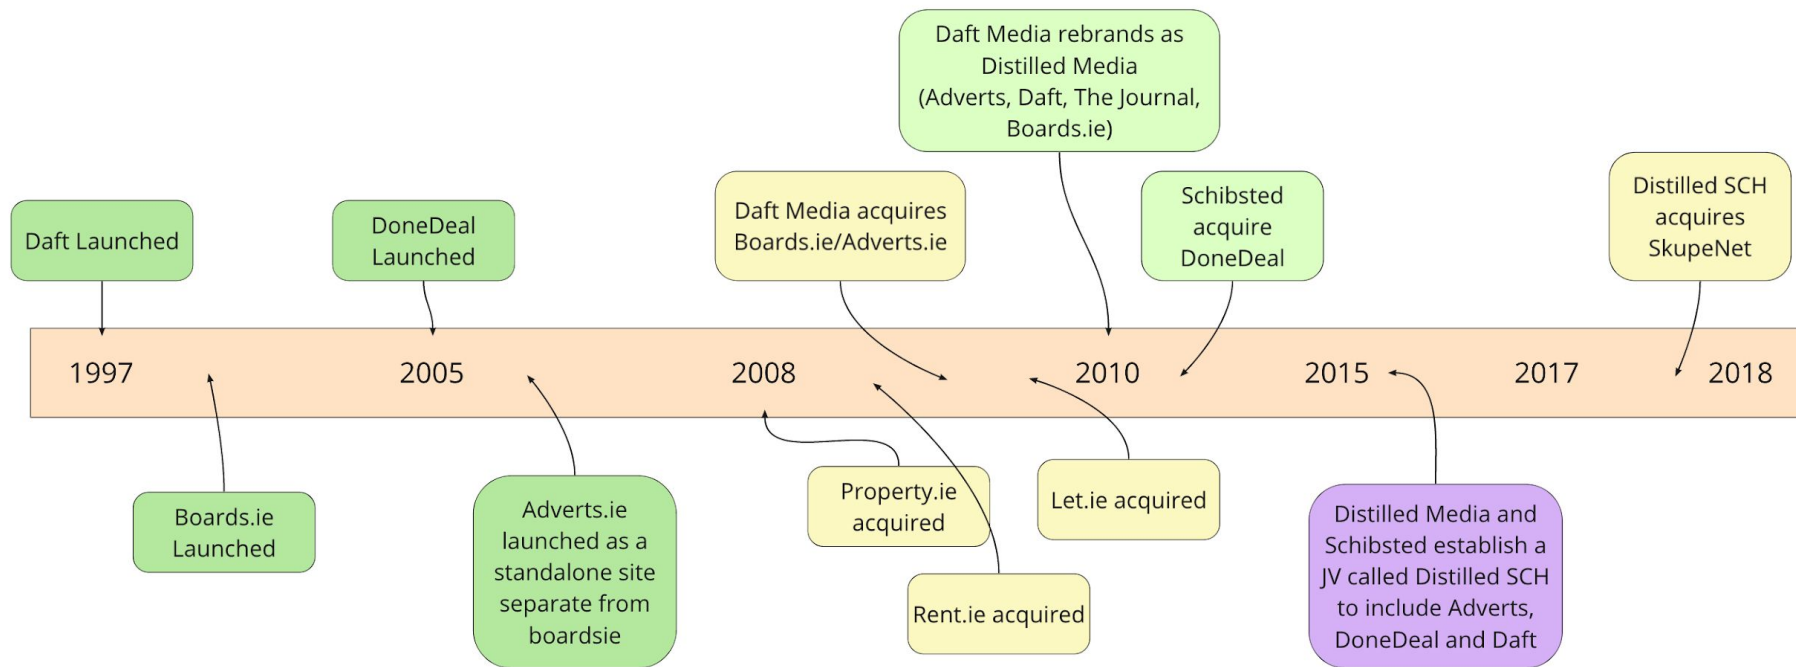 Daft Media rebrands as
Distilled Media
(Adverts, Daft, The Journal,
Boards.ie)
Daft Launched
DoneDeal
Launched
Daft Media acquires
Boards.ie/Adverts.ie
Schibsted
acquire
DoneDeal
Distilled SCH
acquires
SkupeNet
1997
2005
2008
2010
2015
2017
2018
Boards.ie
Launched
Adverts.ie
launched as a
standalone site
separate from
boardsie
Property.ie
acquired
Rent.ie acquired
Let.ie acquired
Distilled Media and
Schibsted establish a
JV called Distilled SCH
to include Adverts,
DoneDeal and Daft